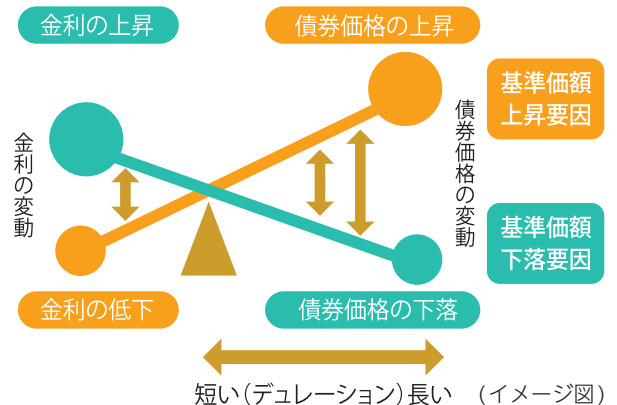 金利の上昇
債券価格の上昇
基準価額
上昇要因
金利の変動
債券価格の変動
基準価額
下落要因
金利の低下
債券価格の下落
短い（デュレーション）長い （イメージ図）